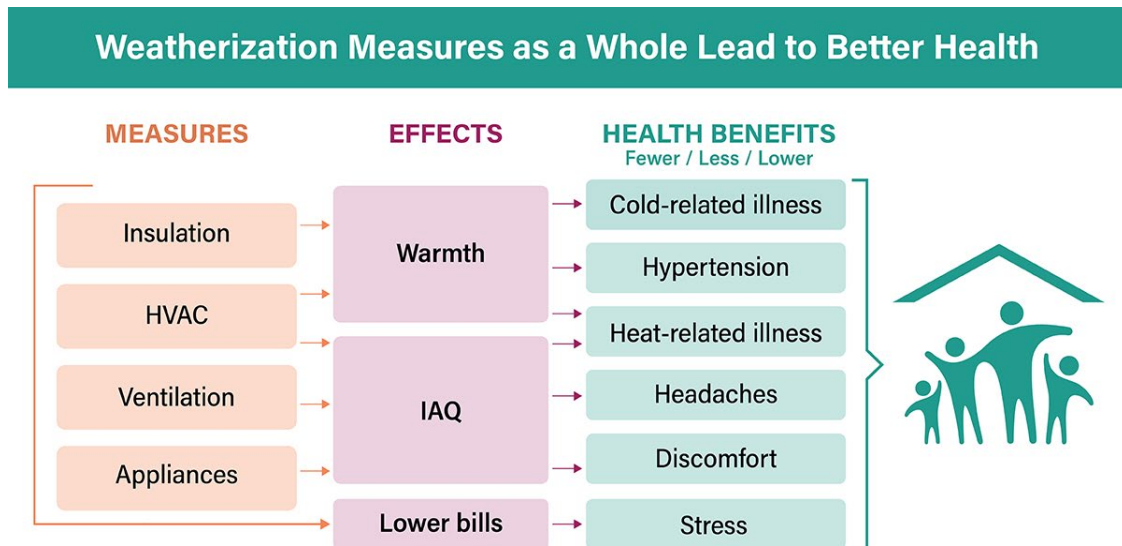 Weatherization Measures as a Whole Lead to Better Health
MEASURES
EFFECTS
HEALTH BENEFITS
Fewer / Less / Lower
Insulation
HVAC
Ventilation
Appliances
Warmth
IAQ
Lower bills
Cold-related illness
Hypertension
Heat-related illness
Headaches
Discomfort
Stress